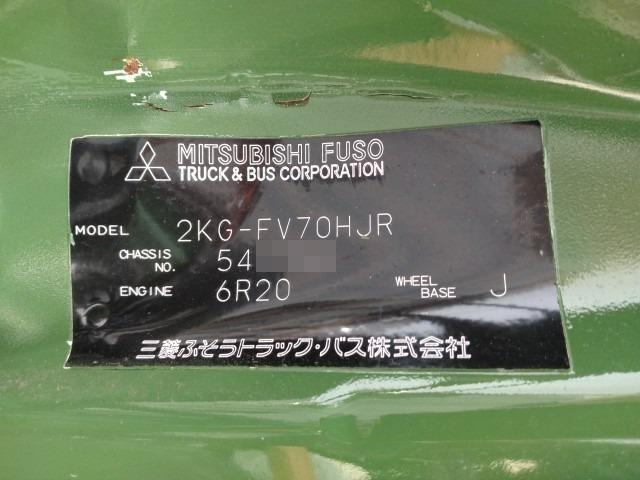 MITSUBISHI FUSO
TRUCK & BUS CORPORATION
MODEL 2KG-FV70HJR
CHASSIS NO. 54
ENGINE 6R20 WHEEL BASE J
三菱ふそうトラック・バス株式会社